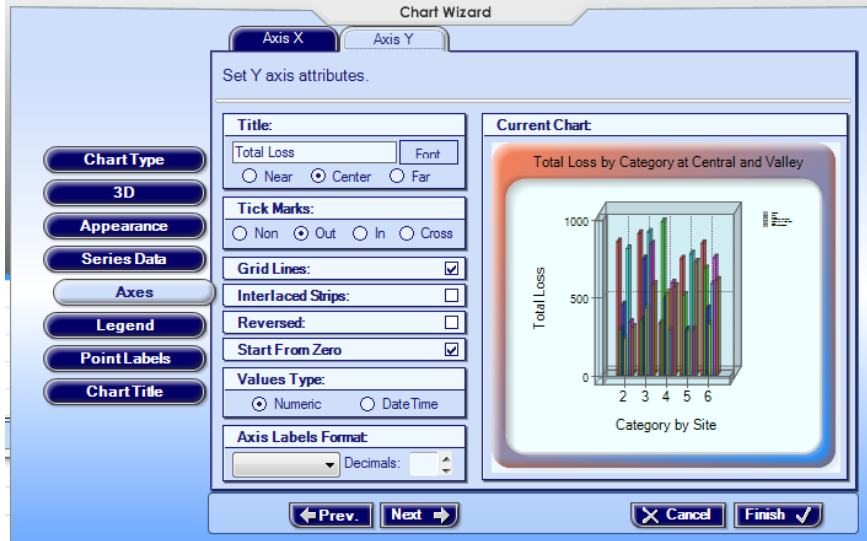 Chart Wizard
Axis X
Axis Y
Set Y axis attributes.
Chart Type
3D
Appearance
Series Data
Axes
Legend
Point Labels
Chart Title
Title:
Total Loss
Font
Near
Center
Far
Tick Marks:
Non
Out
In
Cross
Grid Lines:
Interlaced Strips:
Reversed:
Start From Zero
Values Type:
Numeric
DateTime
Axis Labels Format:
Decimals:
Current Chart:
Total Loss by Category at Central and Valley
1000
500
0
Total Loss
2 3 4 5 6
Category by Site
Prev.
Next
Cancel
Finish